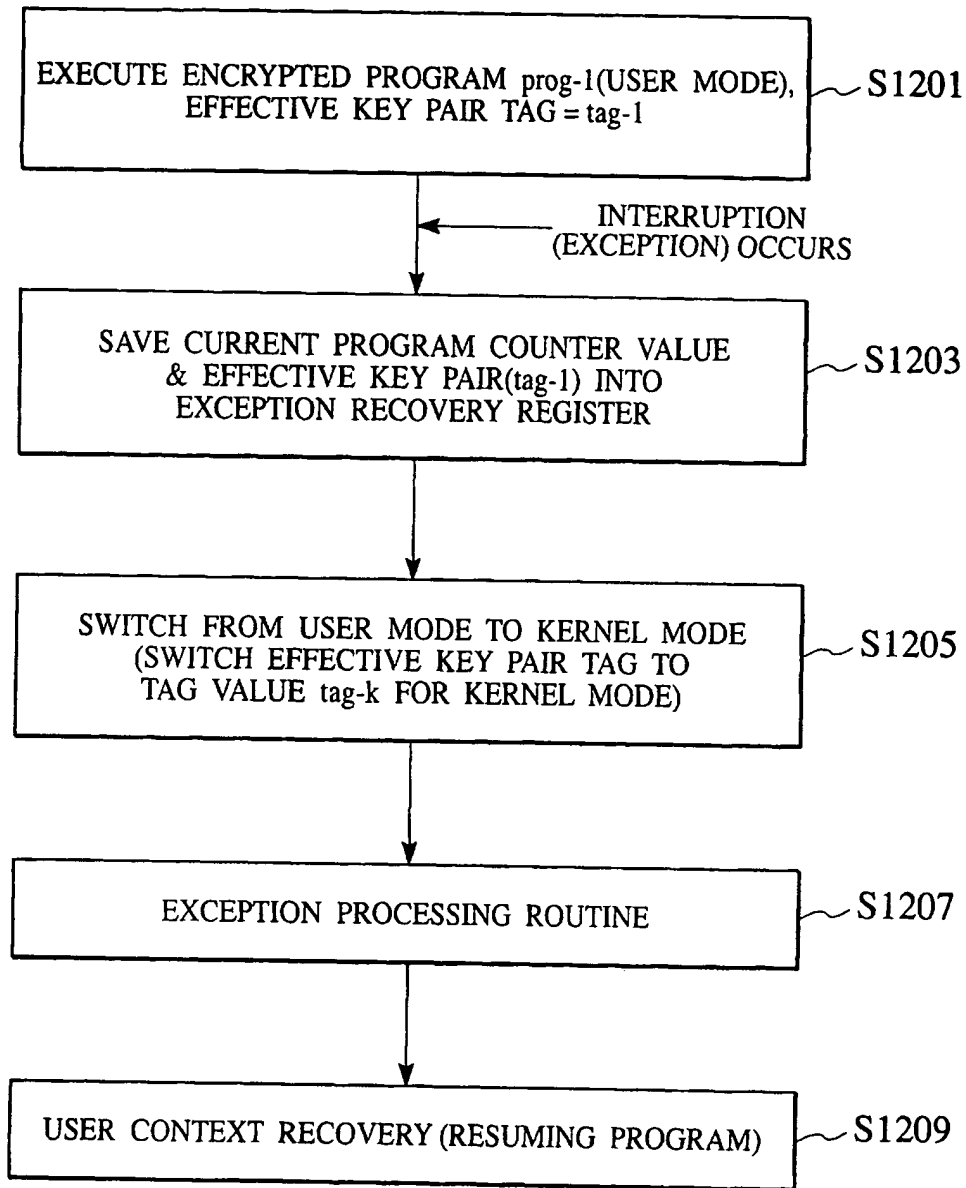 EXECUTE ENCRYPTED PROGRAM prog-1(USER MODE),
EFFECTIVE KEY PAIR TAG = tag-1
S1201
INTERRUPTION
(EXCEPTION) OCCURS
SAVE CURRENT PROGRAM COUNTER VALUE
& EFFECTIVE KEY PAIR(tag-1) INTO
EXCEPTION RECOVERY REGISTER
S1203
SWITCH FROM USER MODE TO KERNEL MODE
(SWITCH EFFECTIVE KEY PAIR TAG TO
TAG VALUE tag-k FOR KERNEL MODE)
S1205
EXCEPTION PROCESSING ROUTINE
S1207
USER CONTEXT RECOVERY (RESUMING PROGRAM)
S1209